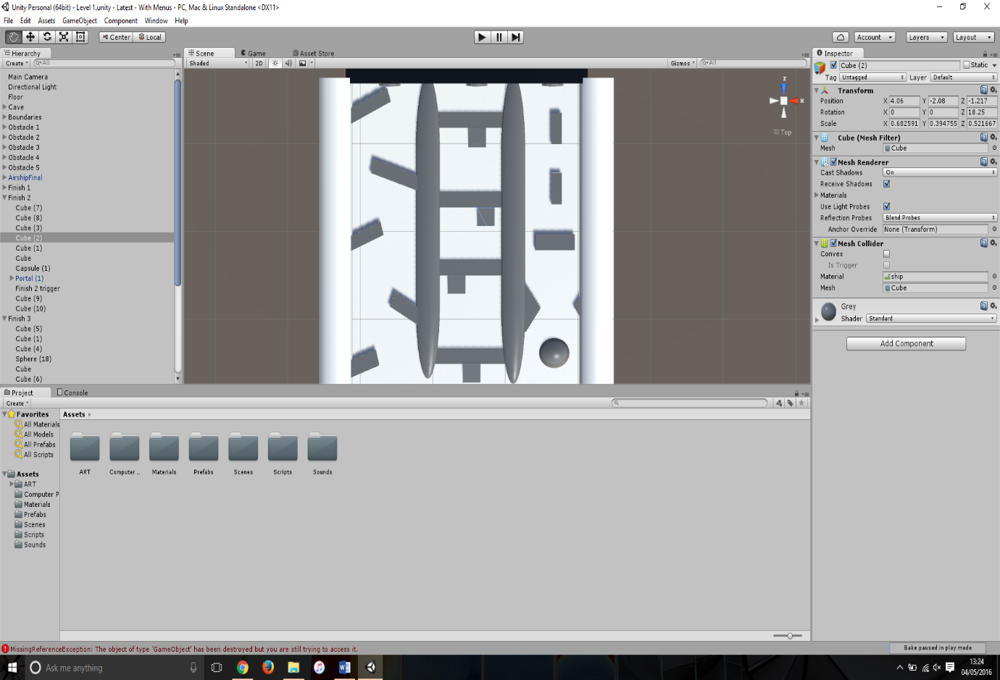 Unity Personal (64bit) - Level 1.unity - Latest - With Menus - PC, Mac & Linux Standalone <DX11>
File Edit Assets GameObject Component Window Help
Center Local Account Layers Layout
Hierarchy
Create All
Main Camera
Directional Light
Floor
Cave
Boundaries
Obstacle 1
Obstacle 2
Obstacle 3
Obstacle 4
Obstacle 5
AirshipFinal
Finish 1
Finish 2
Cube (7)
Cube (8)
Cube (3)
Cube (2)
Cube (1)
Cube
Capsule (1)
Portal (1)
Finish 2 trigger
Cube (9)
Cube (10)
Finish 3
Cube (5)
Cube (1)
Cube (4)
Sphere (18)
Cube
Cube (6)
Scene Game Asset Store
Shaded 2D Gizmos All
z
x
Top
Inspector
Cube (2) Static
Tag Untagged Layer Default
Transform
Position X 4.06 Y -2.08 Z -1.217
Rotation X 0 Y 0 Z 18.25
Scale X 0.682591 Y 0.394755 Z 0.521667
Cube (Mesh Filter)
Mesh Cube
Mesh Renderer
Cast Shadows On
Receive Shadows
Materials
Use Light Probes
Reflection Probes Blend Probes
Anchor Override None (Transform)
Mesh Collider
Convex
Is Trigger
Material ship
Mesh Cube
Grey
Shader Standard
Add Component
Project Console
Create
Favorites
All Materials
All Models
All Prefabs
All Scripts
Assets
ART
Computer P
Materials
Prefabs
Scenes
Scripts
Sounds
Assets
ART Computer ... Materials Prefabs Scenes Scripts Sounds
MissingReferenceException: The object of type 'GameObject' has been destroyed but you are still trying to access it.
Bake paused in play mode
Ask me anything
13:24
04/05/2016